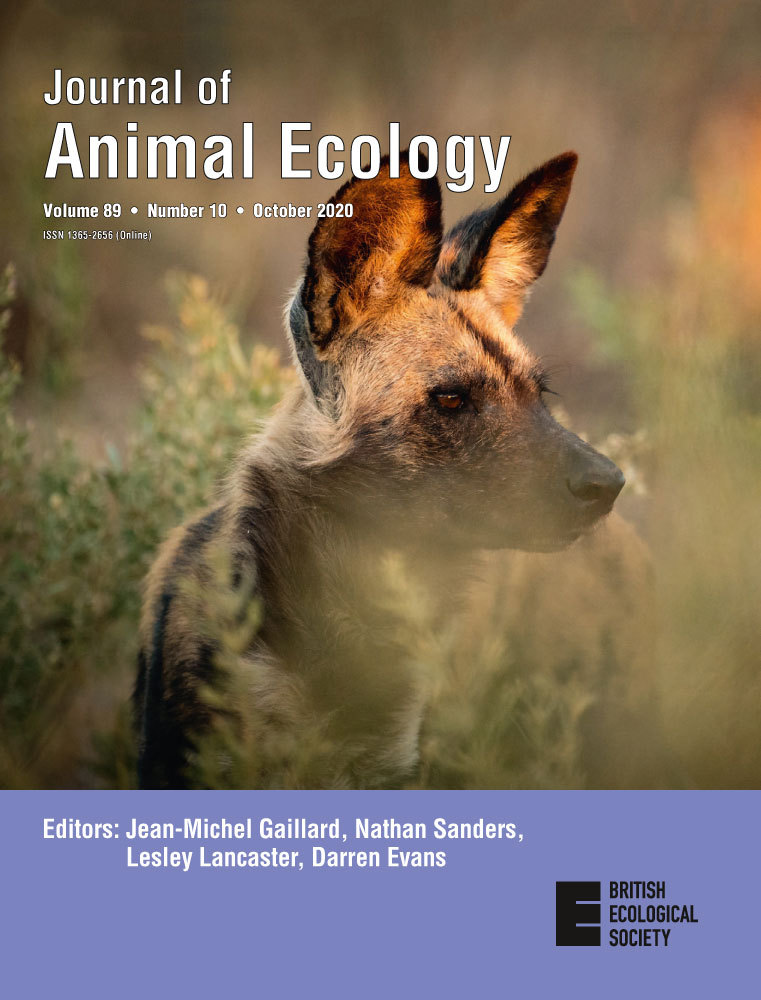 Journal of
Animal Ecology
Volume 89 • Number 10 • October 2020
ISSN 1365-2656 (Online)
Editors: Jean-Michel Gaillard, Nathan Sanders,
Lesley Lancaster, Darren Evans
BRITISH
ECOLOGICAL
SOCIETY